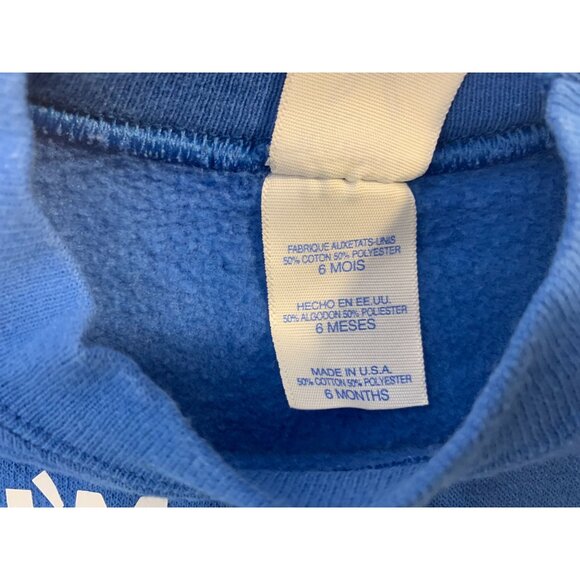 FABRIQUE AUXETATS-UNIS
50% COTON 50% POLYESTER
6 MOIS
HECHO EN EE.UU.
50% ALGODON 50% POLIESTER
6 MESES
MADE IN U.S.A.
50% COTTON 50% POLYESTER
6 MONTHS
I'M